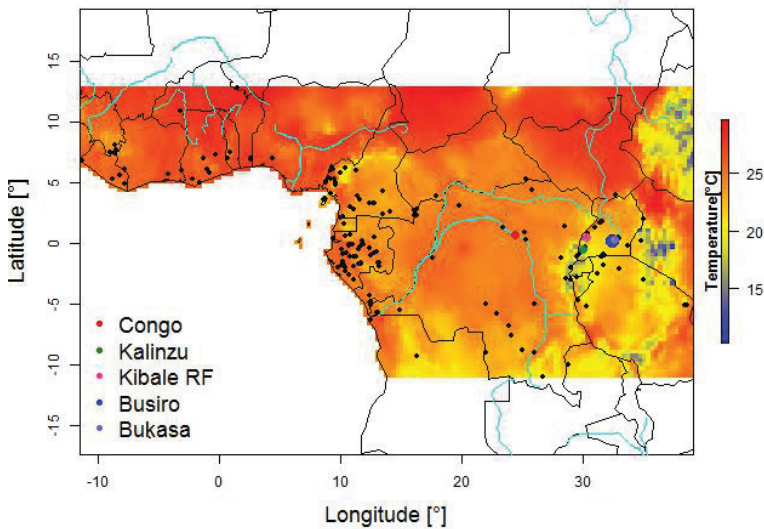 Latitude [°]
15
10
5
0
-5
-10
-15
Congo
Kalinzu
Kibale RF
Busiro
Bukasa
-10
0
10
20
30
Longitude [°]
Temperature[°C]
25
20
15